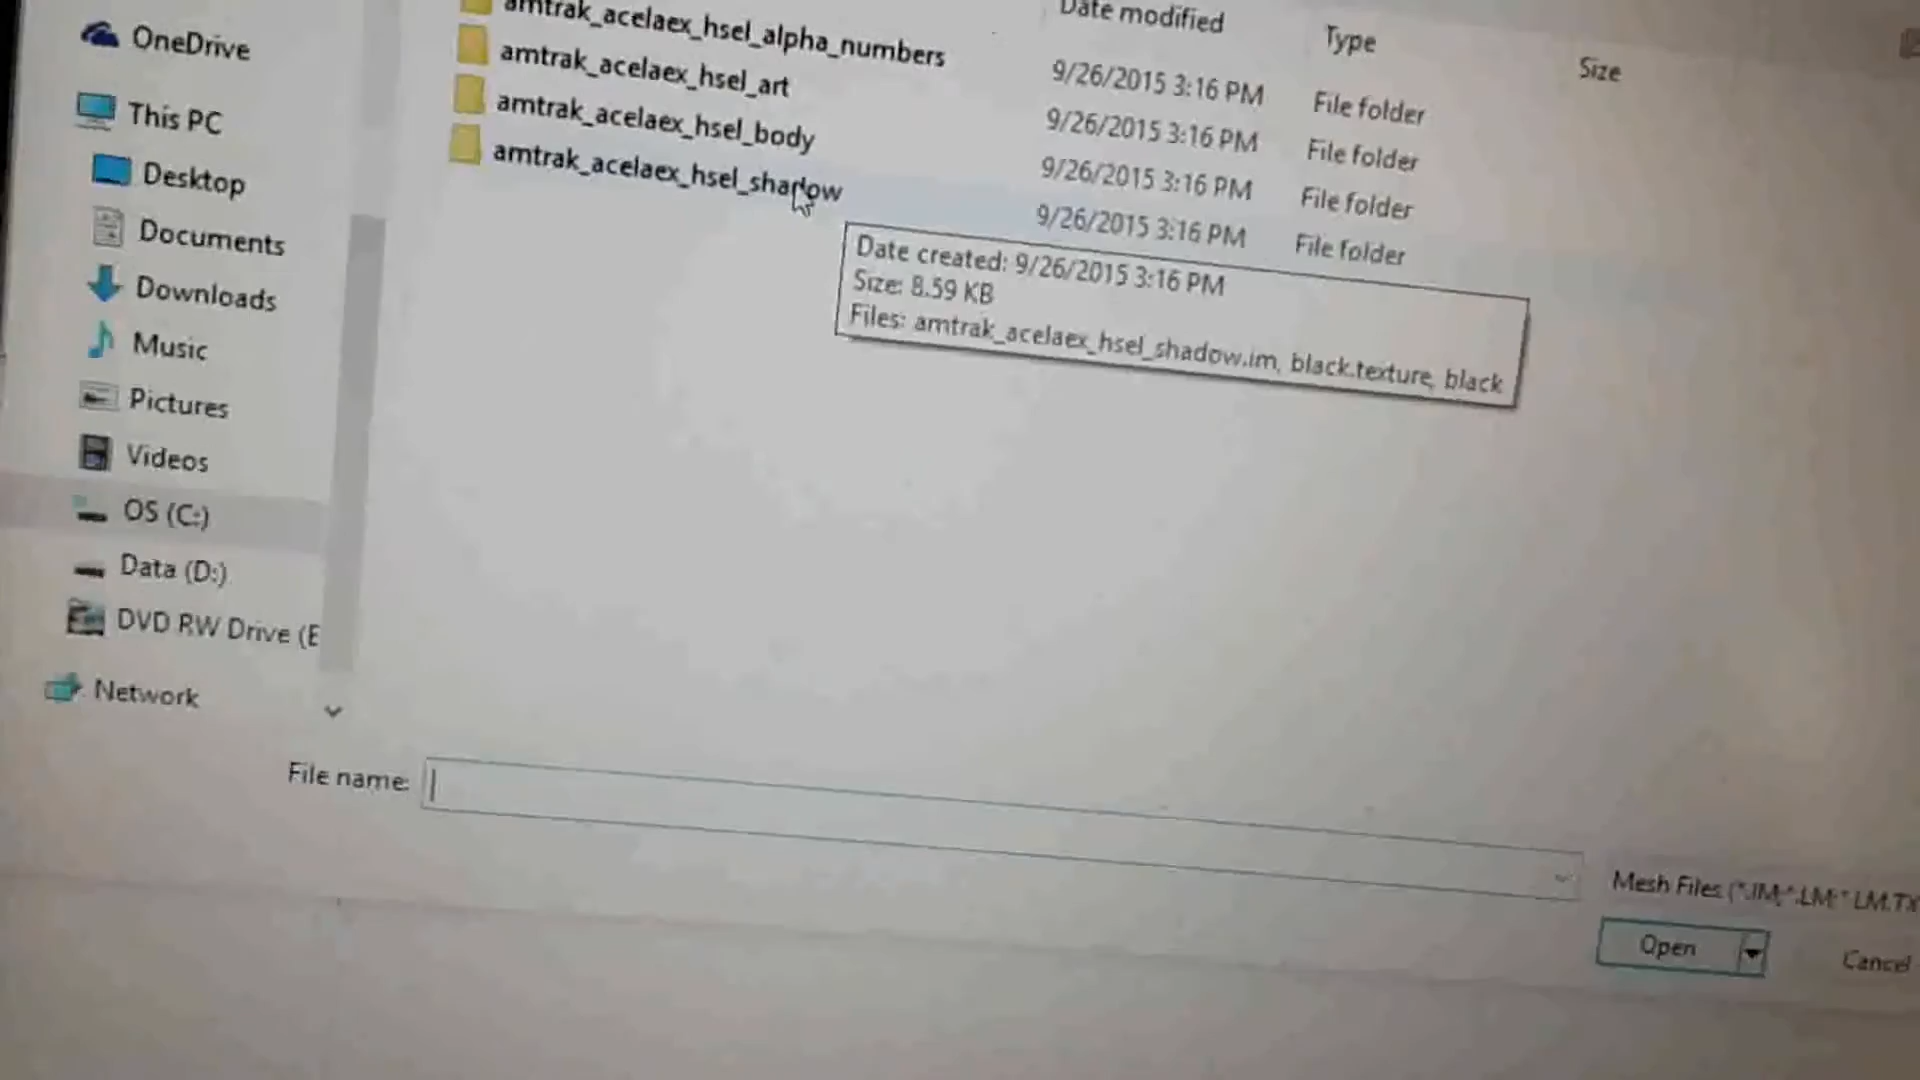 OneDrive
This PC
Desktop
Documents
Downloads
Music
Pictures
Videos
OS (C:)
Data (D:)
DVD RW Drive (E
Network
Date modified
Type
Size
amtrak_acelaex_hsel_alpha_numbers
9/26/2015 3:16 PM
File folder
amtrak_acelaex_hsel_art
9/26/2015 3:16 PM
File folder
amtrak_acelaex_hsel_body
9/26/2015 3:16 PM
File folder
amtrak_acelaex_hsel_shadow
9/26/2015 3:16 PM
File folder
Date created: 9/26/2015 3:16 PM
Size: 8.59 KB
Files: amtrak_acelaex_hsel_shadow.im, black.texture, black
File name:
Mesh Files (*.IM;*.LM;*.LM.TX
Open
Cancel